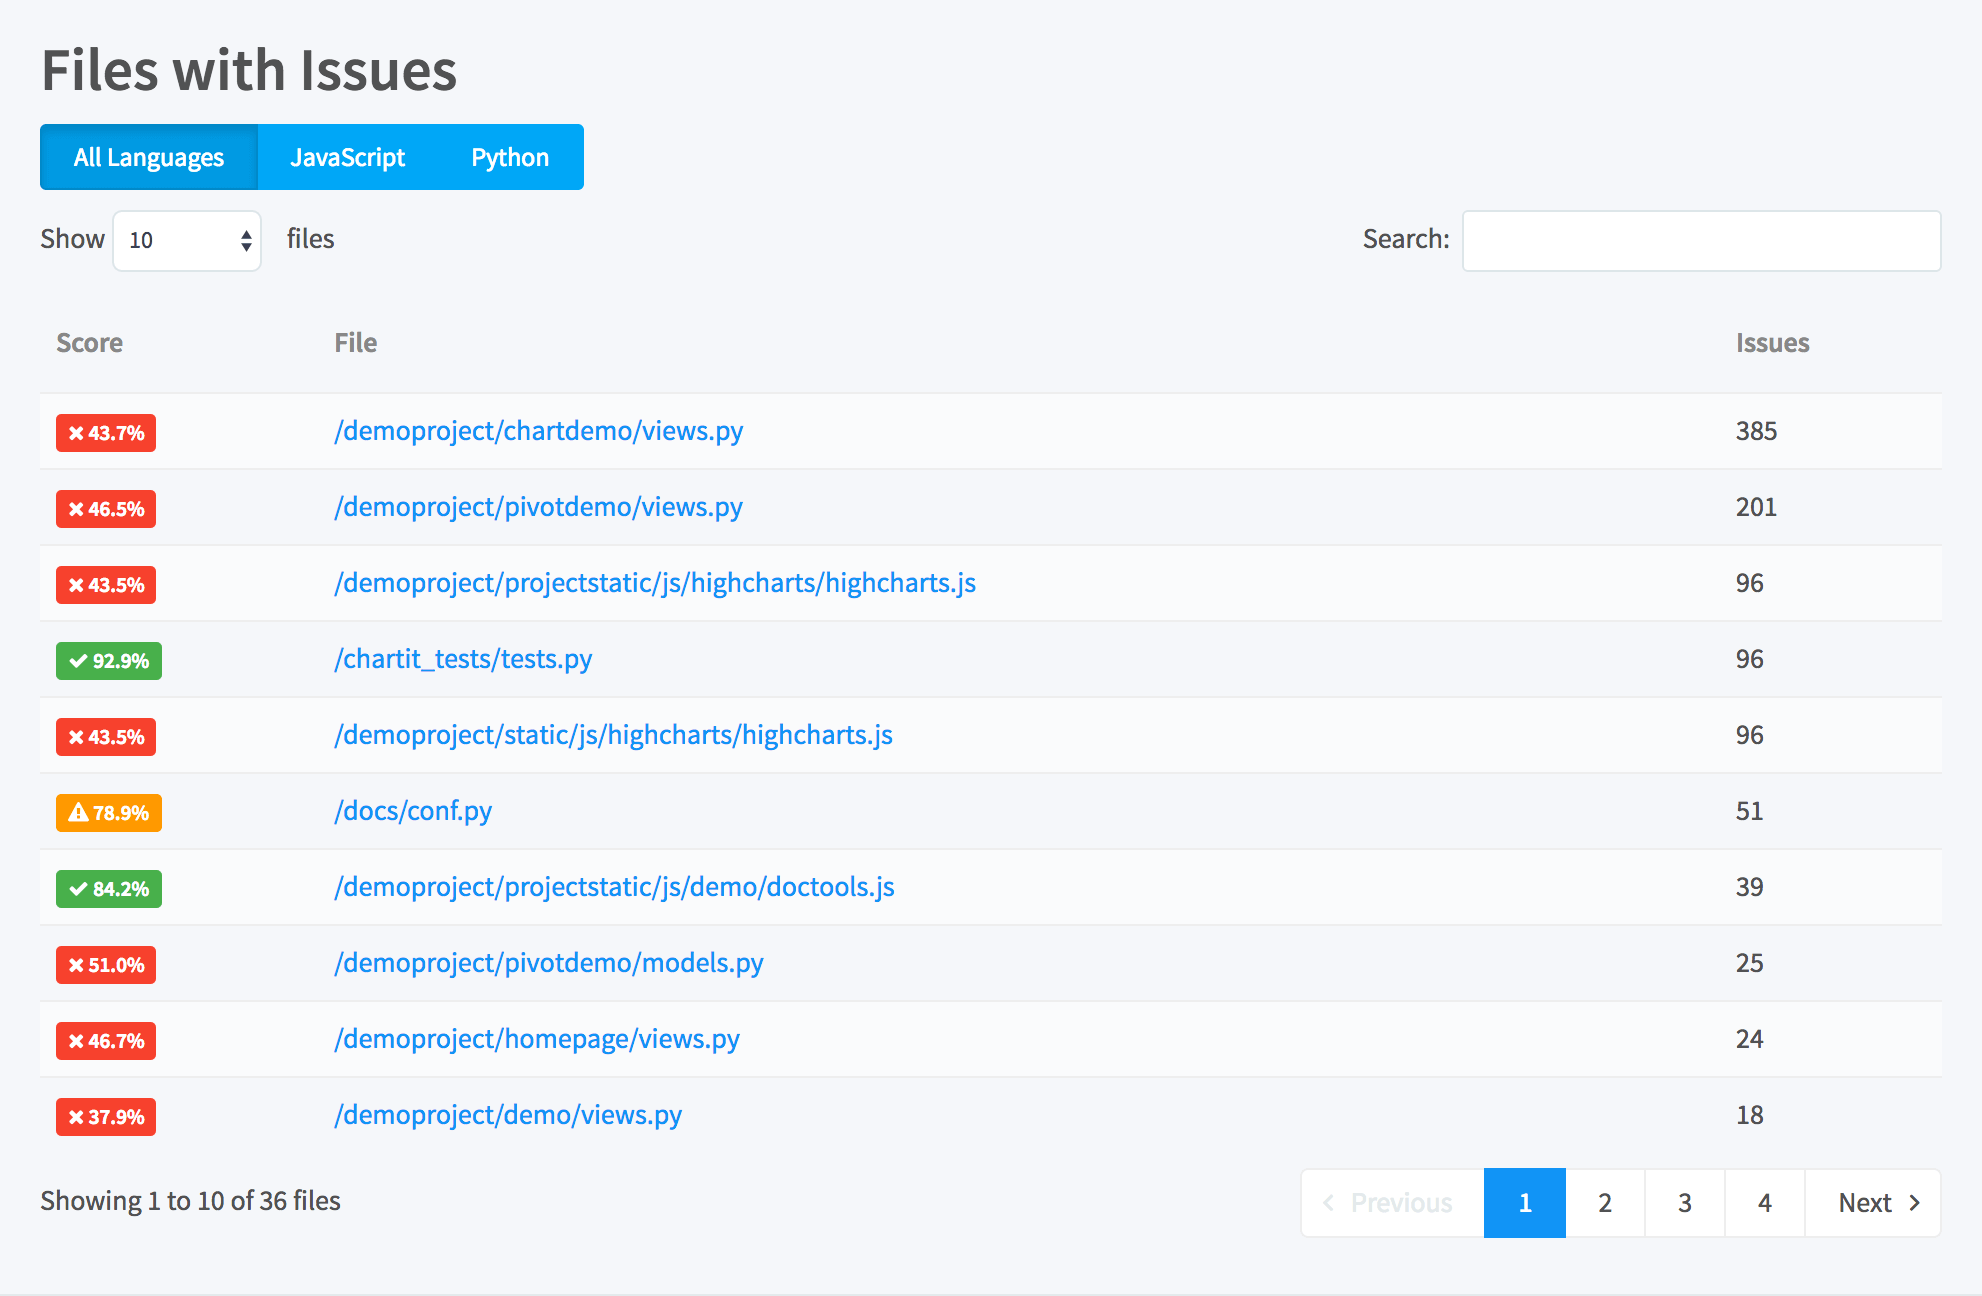 Files with Issues
All Languages JavaScript Python
Show 10 files Search:
Score File Issues
43.7% /demoproject/chartdemo/views.py 385
46.5% /demoproject/pivotdemo/views.py 201
43.5% /demoproject/projectstatic/js/highcharts/highcharts.js 96
92.9% /chartit_tests/tests.py 96
43.5% /demoproject/static/js/highcharts/highcharts.js 96
78.9% /docs/conf.py 51
84.2% /demoproject/projectstatic/js/demo/doctools.js 39
51.0% /demoproject/pivotdemo/models.py 25
46.7% /demoproject/homepage/views.py 24
37.9% /demoproject/demo/views.py 18
Showing 1 to 10 of 36 files Previous 1 2 3 4 Next